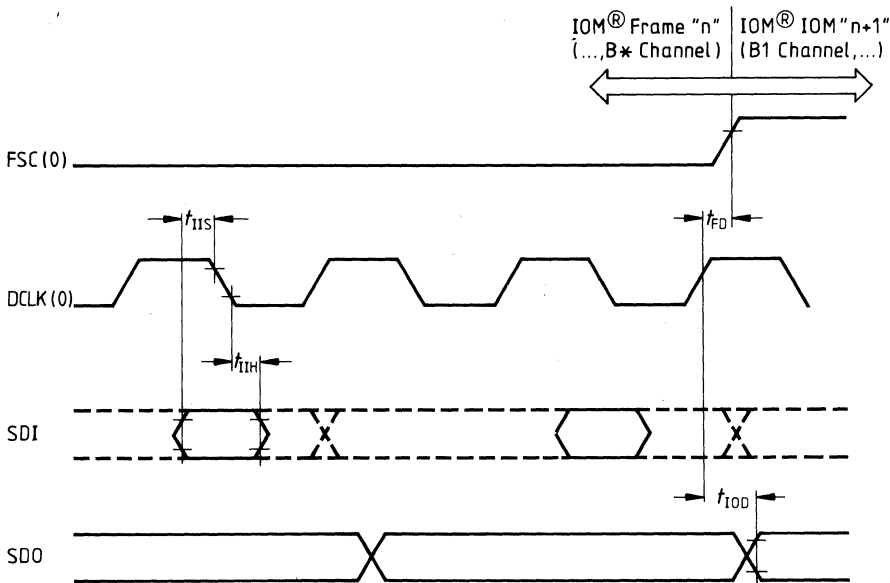 IOM® Frame "n" IOM® IOM "n+1"
(...,B* Channel) (B1 Channel,...)
FSC(0)
tIIS
tFD
DCLK(0)
tIIH
SDI
tIOD
SDO